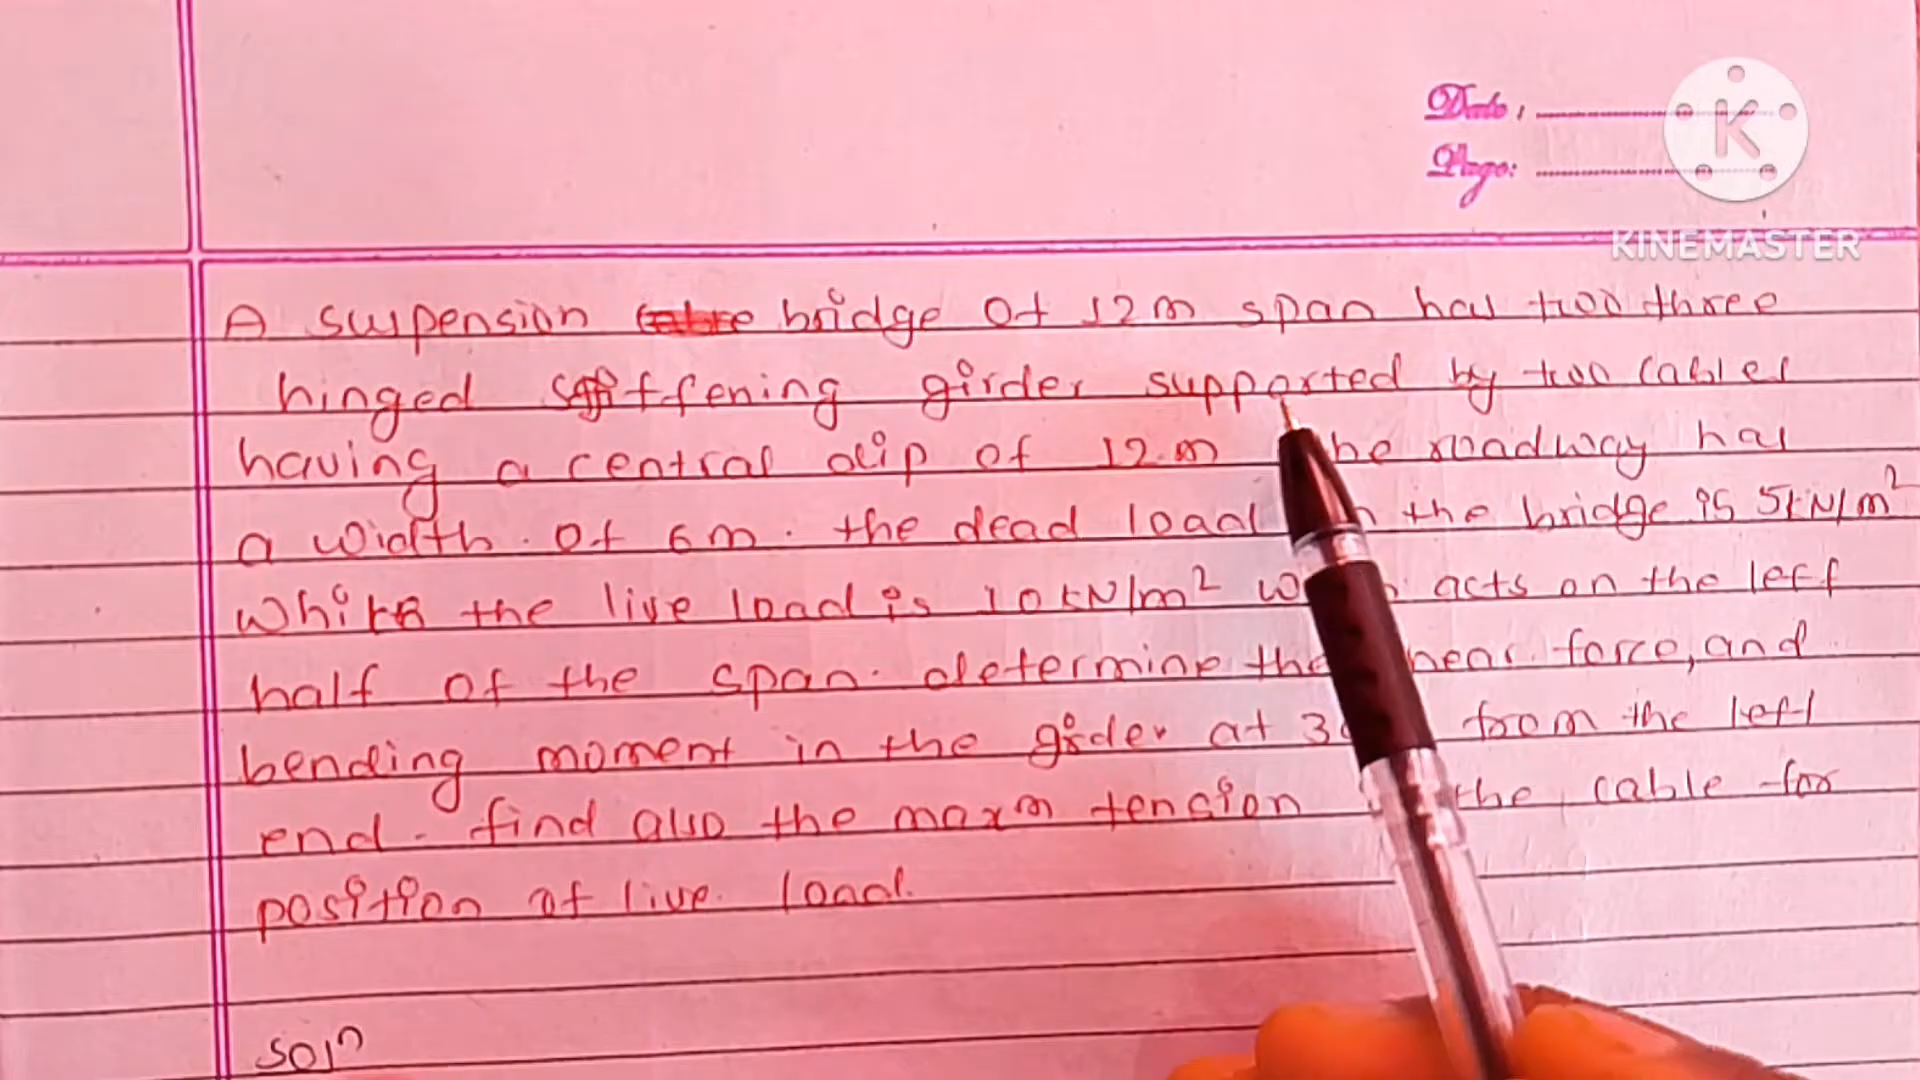 Date:
Page:
K
KINEMASTER
A suspension bridge of 12m span has two three
hinged stiffening girder supported by two cables
having a central dip of 12m the roadway has
a width of 6m. the dead load the bridge is 5kN/m²
while the live load is 10kN/m² acts on the left
half of the span. determine the force, and
bending moment in the girder at from the left
end. find also the maxm tension the cable for
position of live load.
soln